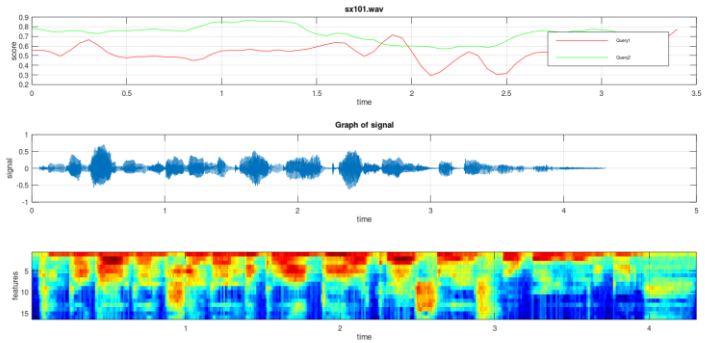 sx101.wav
0.9
0.8
0.7
0.6
0.5
0.4
0.3
0.2
score
Query1
Query2
0 0.5 1 1.5 2 2.5 3 3.5
time
Graph of signal
1
0.5
0
-0.5
-1
signal
0 1 2 3 4 5
time
5
10
15
features
1 2 3 4
time